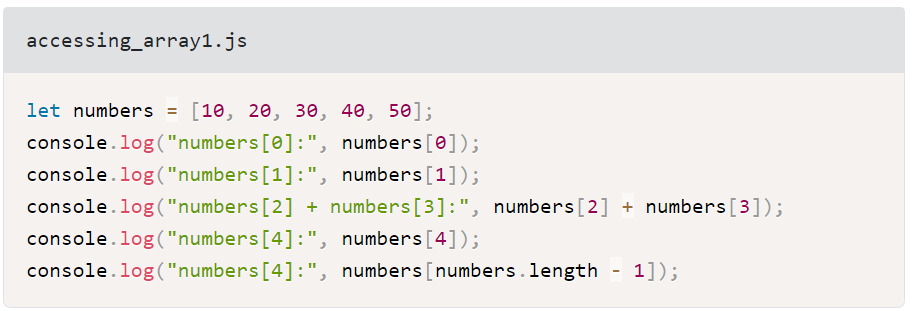 accessing_array1.js
let numbers = [10, 20, 30, 40, 50];
console.log("numbers[0]:", numbers[0]);
console.log("numbers[1]:", numbers[1]);
console.log("numbers[2] + numbers[3]:", numbers[2] + numbers[3]);
console.log("numbers[4]:", numbers[4]);
console.log("numbers[4]:", numbers[numbers.length - 1]);